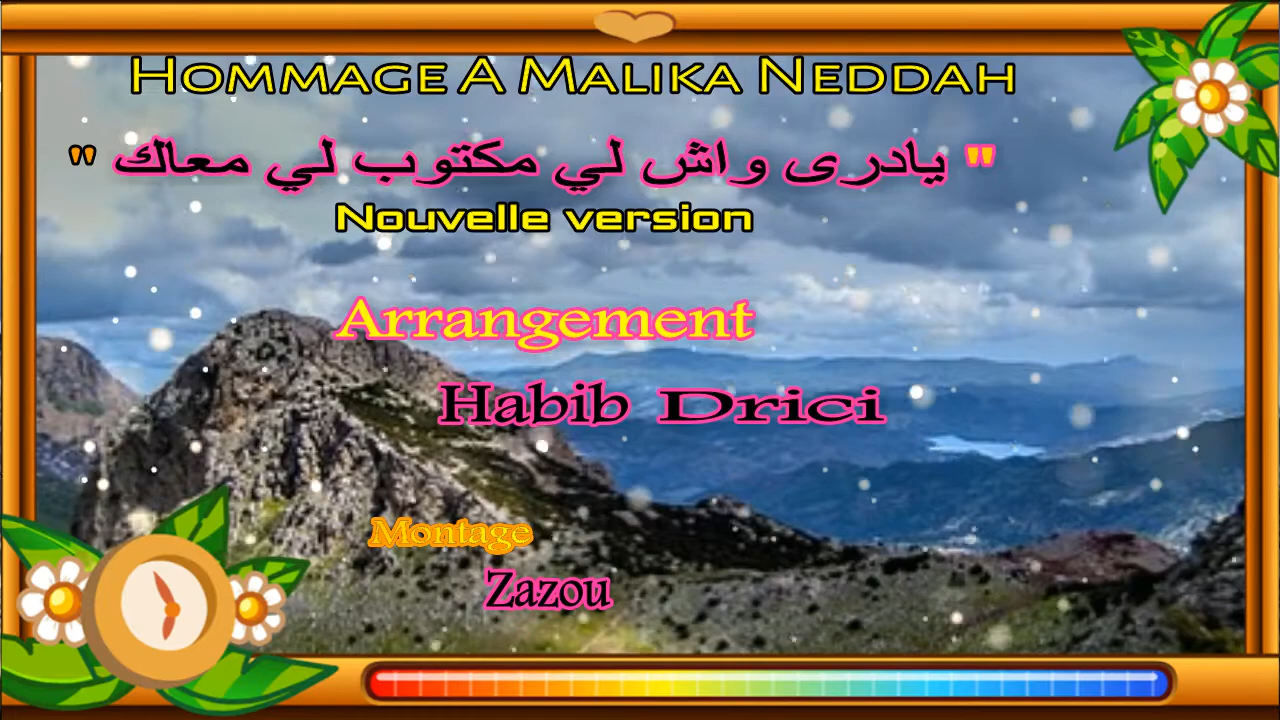 HOMMAGE A MALIKA NEDDAH
" يادرى واش لي مكتوب لي معاك "
Nouvelle version
Arrangement
Habib Drici
Montage
Zazou